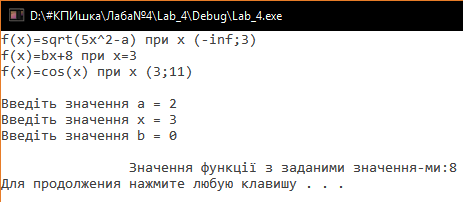 D:\#КПИшка\Лаба№4\Lab_4\Debug\Lab_4.exe
f(x)=sqrt(5x^2-a) при x (-inf;3)
f(x)=bx+8 при x=3
f(x)=cos(x) при x (3;11)
Введіть значення a = 2
Введіть значення x = 3
Введіть значення b = 0
Значення функції з заданими значення-ми:8
Для продолжения нажмите любую клавишу . . .